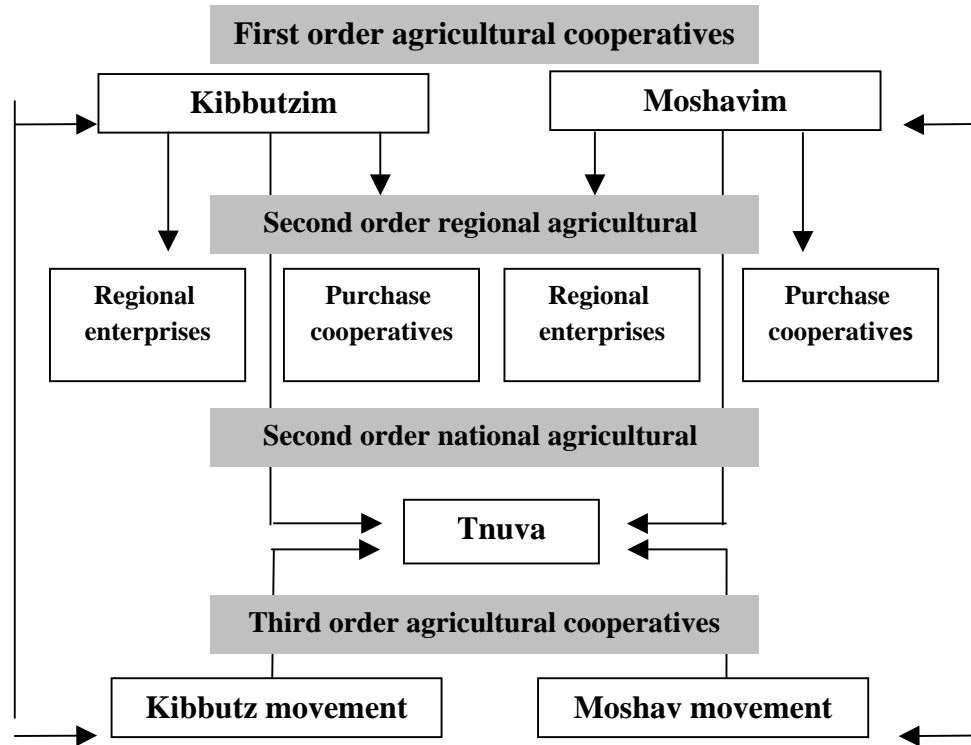 First order agricultural cooperatives
Kibbutzim
Moshavim
Second order regional agricultural
Regional
enterprises
Purchase
cooperatives
Regional
enterprises
Purchase
cooperatives
Second order national agricultural
Tnuva
Third order agricultural cooperatives
Kibbutz movement
Moshav movement